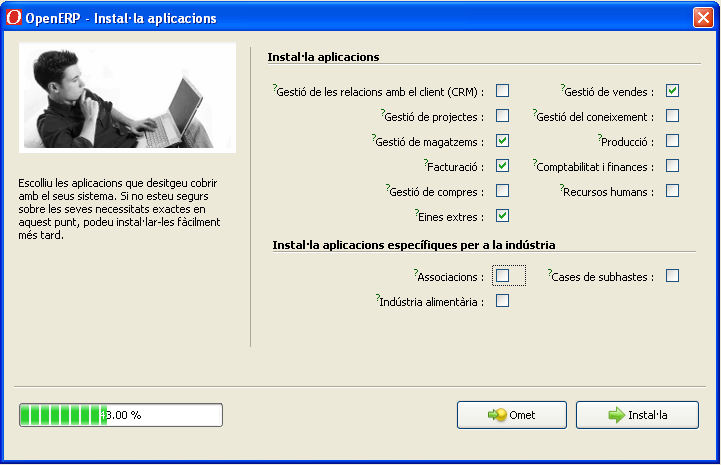 OpenERP - Instal·la aplicacions
Instal·la aplicacions
?Gestió de les relacions amb el client (CRM) :
?Gestió de vendes :
?Gestió de projectes :
?Gestió del coneixement :
?Gestió de magatzems :
?Producció :
?Facturació :
?Comptabilitat i finances :
?Gestió de compres :
?Recursos humans :
?Eines extres :
Instal·la aplicacions específiques per a la indústria
?Associacions :
?Cases de subhastes :
?Indústria alimentària :
Escolliu les aplicacions que desitgeu cobrir
amb el seus sistema. Si no esteu segurs
sobre les seves necessitats exactes en
aquest punt, podeu instal·lar-les fàcilment
més tard.
43.00 %
Omet
Instal·la